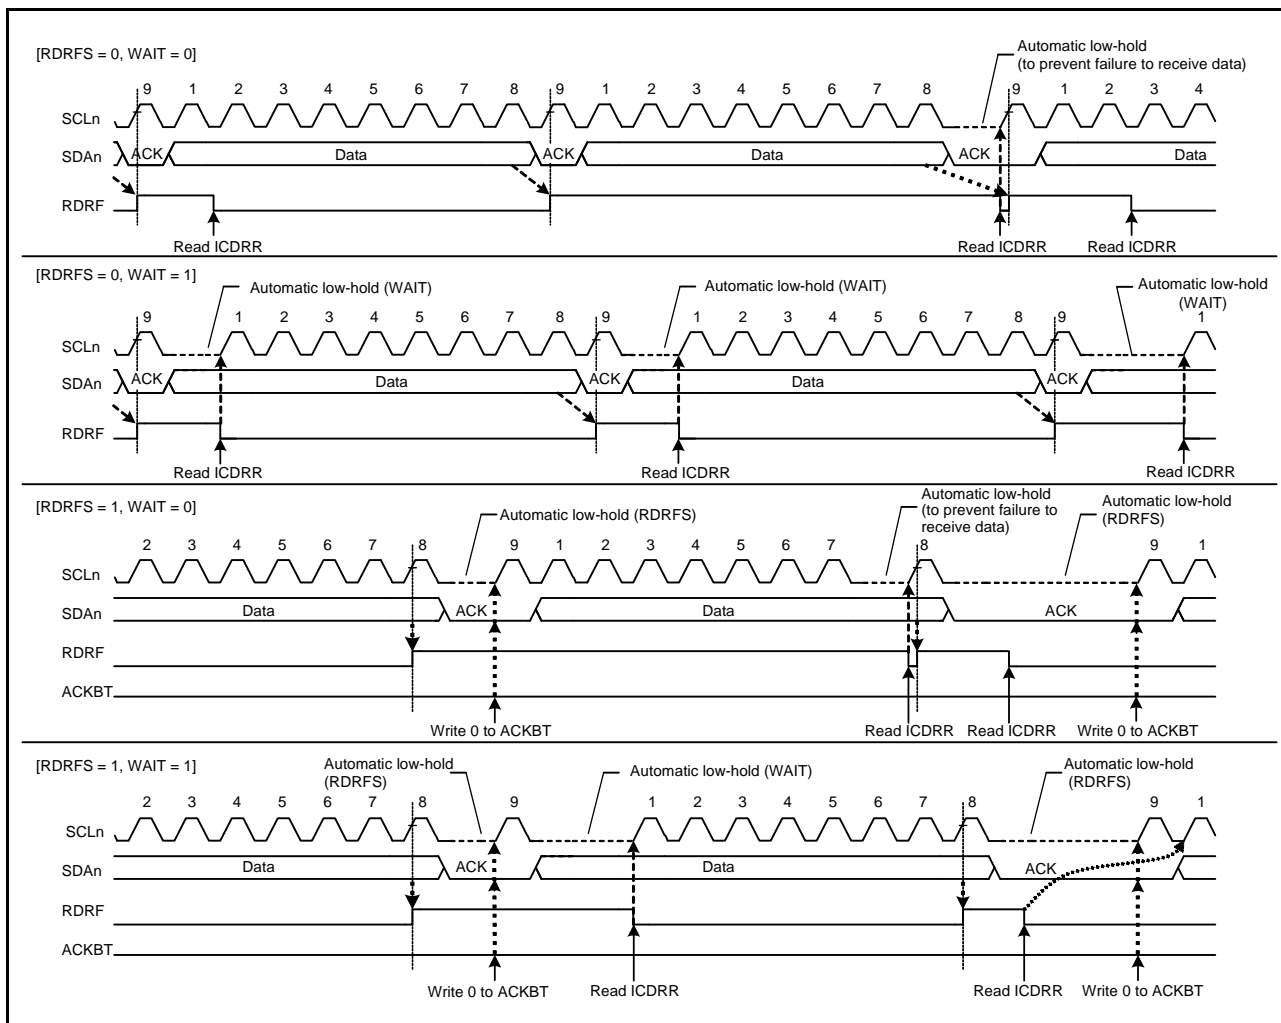 [RDRFS = 0, WAIT = 0]
Automatic low-hold
(to prevent failure to receive data)
9 1 2 3 4 5 6 7 8 9 1 2 3 4 5 6 7 8 9 1 2 3 4
SCLn
SDAn ACK Data ACK Data ACK Data
RDRF
Read ICDRR Read ICDRR Read ICDRR
[RDRFS = 0, WAIT = 1]
Automatic low-hold (WAIT) Automatic low-hold (WAIT) Automatic low-hold
(WAIT)
9 1 2 3 4 5 6 7 8 9 1 2 3 4 5 6 7 8 9 1
SCLn
SDAn ACK Data ACK Data ACK
RDRF
Read ICDRR Read ICDRR Read ICDRR
[RDRFS = 1, WAIT = 0]
Automatic low-hold (RDRFS)
Automatic low-hold
(to prevent failure to
receive data)
Automatic low-hold
(RDRFS)
2 3 4 5 6 7 8 9 1 2 3 4 5 6 7 8 9 1
SCLn
SDAn Data ACK Data ACK
RDRF
ACKBT
Write 0 to ACKBT Read ICDRR Read ICDRR Write 0 to ACKBT
[RDRFS = 1, WAIT = 1]
Automatic low-hold
(RDRFS)
Automatic low-hold (WAIT)
Automatic low-hold
(RDRFS)
2 3 4 5 6 7 8 9 1 2 3 4 5 6 7 8 9 1
SCLn
SDAn Data ACK Data ACK
RDRF
ACKBT
Write 0 to ACKBT Read ICDRR Read ICDRR Write 0 to ACKBT